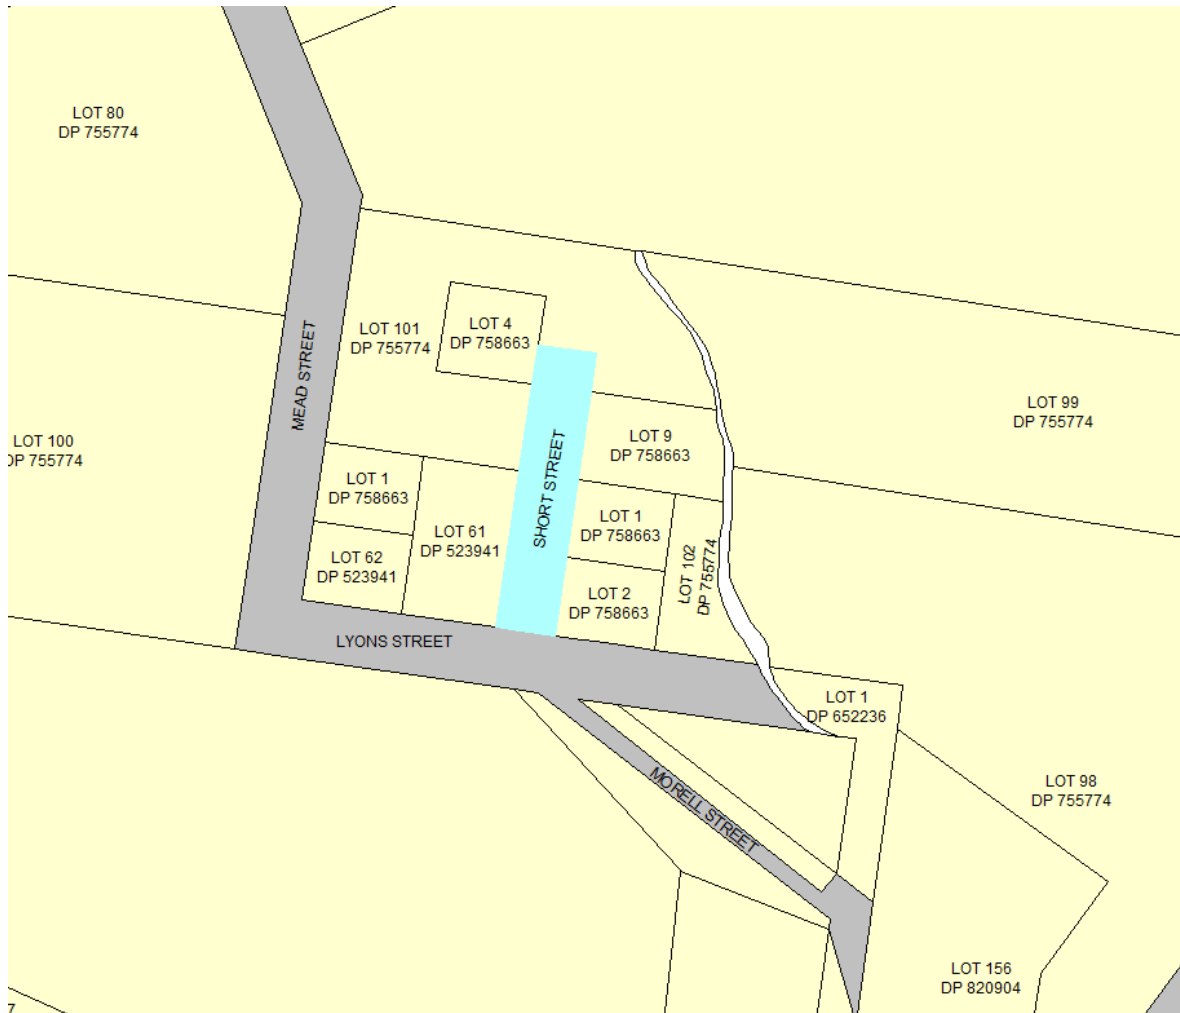 LOT 80
DP 755774
LOT 4
DP 758663
LOT 101
DP 755774
MEAD STREET
LOT 99
DP 755774
LOT 100
DP 755774
LOT 9
DP 758663
SHORT STREET
LOT 1
DP 758663
LOT 61
DP 523941
LOT 1
DP 758663
LOT 62
DP 523941
LOT 102
DP 755774
LOT 2
DP 758663
LYONS STREET
LOT 1
DP 652236
LOT 98
DP 755774
MORELL STREET
LOT 156
DP 820904
7